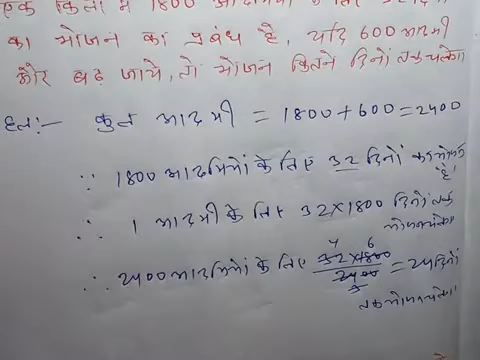 एक किला में 1800 आदमियों के लिए
का भोजन का प्रबंध है, यदि 600 आदमी
और बढ़ जाये, तो भोजन कितने दिनों तक चलेगा
हलः- कुल आदमी = 1800+600=2400
∵ 1800 आदमियों के लिए 32 दिनों का भोजन है।
∴ 1 आदमी के लिए 32×1800 दिनों तक
भोजन चलेगा
∴ 2400 आदमियों के लिए 32×1800/2400 = 24 दिनों
तक भोजन चलेगा।